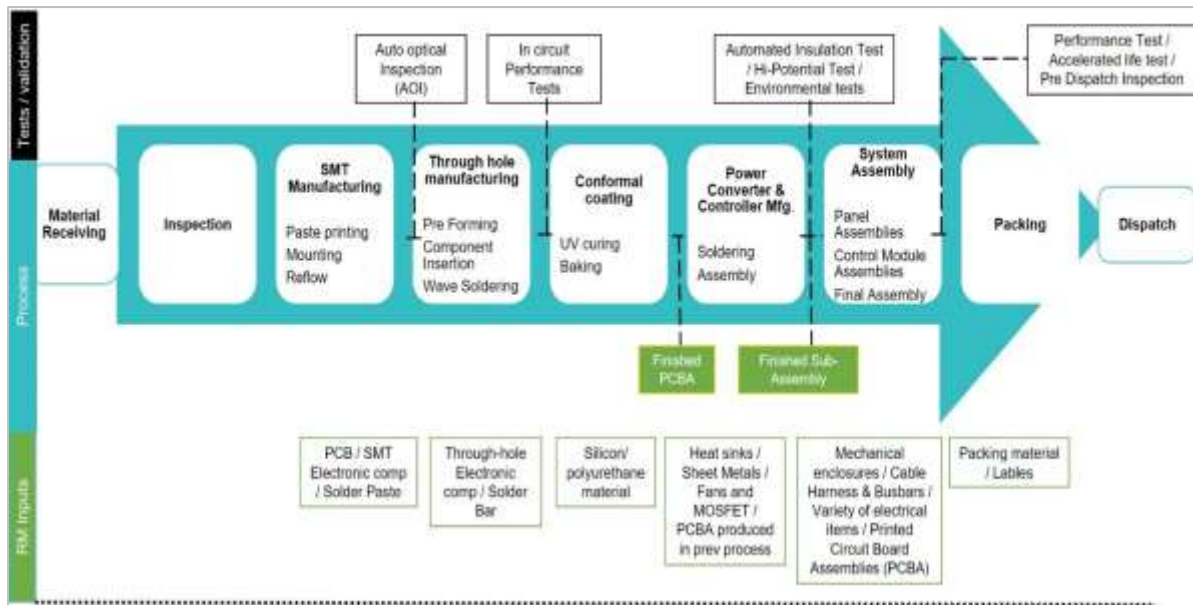 Tests / validation
Auto optical
Inspection
(AOI)
In circuit
Performance
Tests
Automated Insulation Test
/ Hi-Potential Test /
Environmental tests
Performance Test /
Accelerated life test /
Pre Dispatch Inspection
Process
Material
Receiving
Inspection
SMT
Manufacturing
Paste printing
Mounting
Reflow
Through hole
manufacturing
Pre Forming
Component
Insertion
Wave Soldering
Conformal
coating
UV curing
Baking
Power
Converter &
Controller Mfg.
Soldering
Assembly
System
Assembly
Panel
Assemblies
Control Module
Assemblies
Final Assembly
Packing
Dispatch
Finished
PCBA
Finished Sub-
Assembly
RM Inputs
PCB / SMT
Electronic comp
/ Solder Paste
Through-hole
Electronic
comp / Solder
Bar
Silicon/
polyurethane
material
Heat sinks /
Sheet Metals /
Fans and
MOSFET /
PCBA produced
in prev process
Mechanical
enclosures / Cable
Harness & Busbars /
Variety of electrical
items / Printed
Circuit Board
Assemblies (PCBA)
Packing material
/ Lables